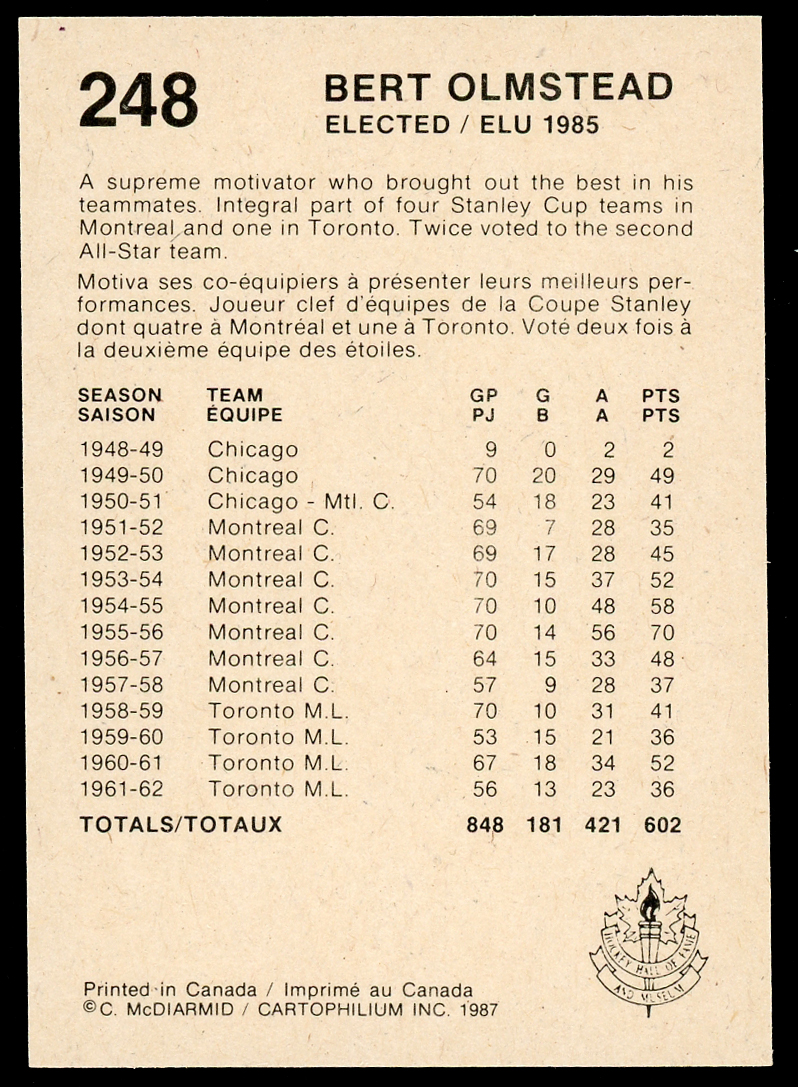 248
BERT OLMSTEAD
ELECTED / ELU 1985
A supreme motivator who brought out the best in his
teammates. Integral part of four Stanley Cup teams in
Montreal and one in Toronto. Twice voted to the second
All-Star team.
Motiva ses co-équipiers à présenter leurs meilleurs per-
formances. Joueur clef d'équipes de la Coupe Stanley
dont quatre à Montréal et une à Toronto. Voté deux fois à
la deuxième équipe des étoiles.
SEASON TEAM GP G A PTS
SAISON ÉQUIPE PJ B A PTS
1948-49 Chicago 9 0 2 2
1949-50 Chicago 70 20 29 49
1950-51 Chicago - Mtl. C. 54 18 23 41
1951-52 Montreal C. 69 7 28 35
1952-53 Montreal C. 69 17 28 45
1953-54 Montreal C. 70 15 37 52
1954-55 Montreal C. 70 10 48 58
1955-56 Montreal C. 70 14 56 70
1956-57 Montreal C. 64 15 33 48
1957-58 Montreal C. 57 9 28 37
1958-59 Toronto M.L. 70 10 31 41
1959-60 Toronto M.L. 53 15 21 36
1960-61 Toronto M.L. 67 18 34 52
1961-62 Toronto M.L. 56 13 23 36
TOTALS/TOTAUX 848 181 421 602
HOCKEY HALL OF FAME
AND MUSEUM
Printed in Canada / Imprimé au Canada
©C. McDIARMID / CARTOPHILIUM INC. 1987